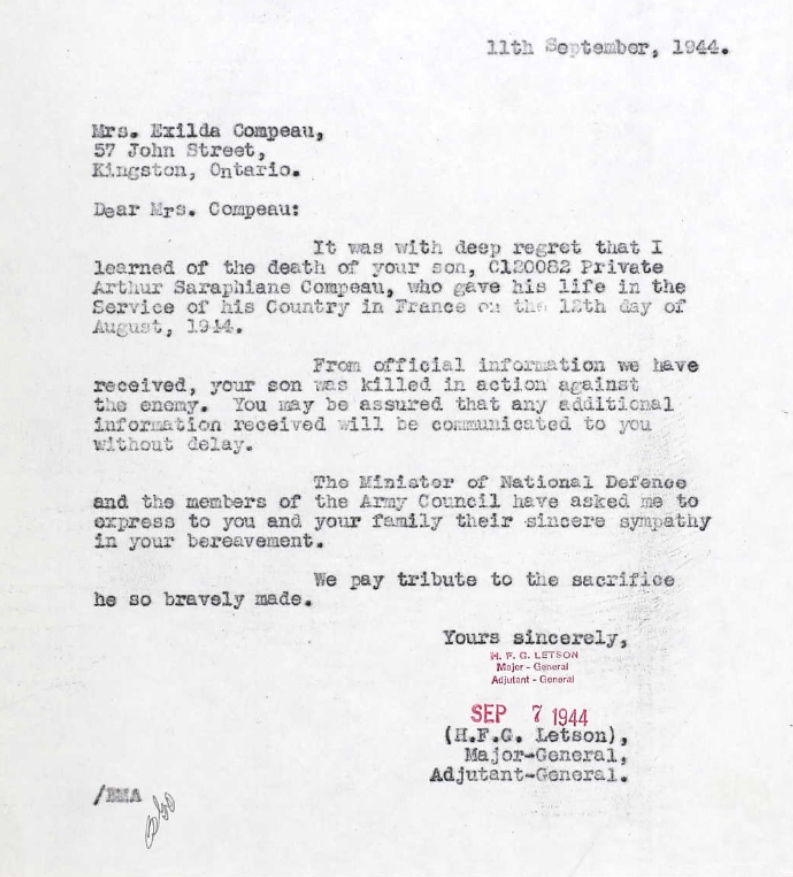 11th September, 1944.
Mrs. Exilda Compeau,
57 John Street,
Kingston, Ontario.
Dear Mrs. Compeau:
It was with deep regret that I
learned of the death of your son, C120082 Private
Arthur Saraphiane Compeau, who gave his life in the
Service of his Country in France on the 12th day of
August, 1944.
From official information we have
received, your son was killed in action against
the enemy. You may be assured that any additional
information received will be communicated to you
without delay.
The Minister of National Defence
and the members of the Army Council have asked me to
express to you and your family their sincere sympathy
in your bereavement.
We pay tribute to the sacrifice
he so bravely made.
Yours sincerely,
H. F. G. LETSON
Major - General
Adjutant - General
SEP 7 1944
(H.F.G. Letson),
Major-General,
Adjutant-General.
/BMA